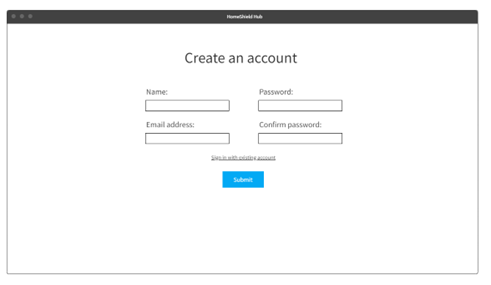 HomeShield Hub
Create an account
Name:
Password:
Email address:
Confirm password:
Sign in with existing account
Submit